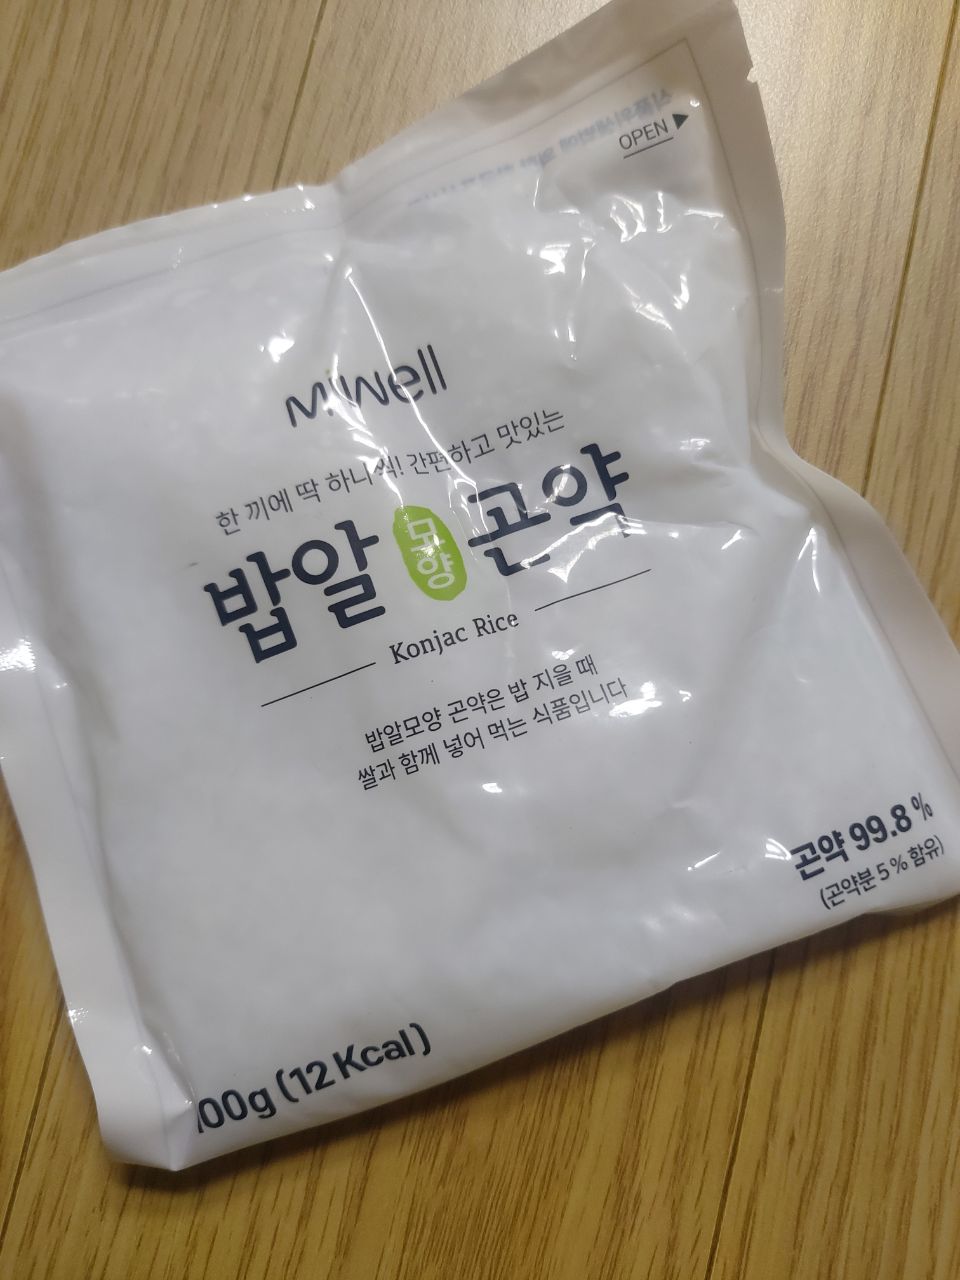 OPEN ▶
Miwell
한 끼에 딱 하나씩! 간편하고 맛있는
밥알모양곤약
Konjac Rice
밥알모양 곤약은 밥 지을 때
쌀과 함께 넣어 먹는 식품입니다
곤약 99.8%
(곤약분 5% 함유)
100g (12 Kcal)